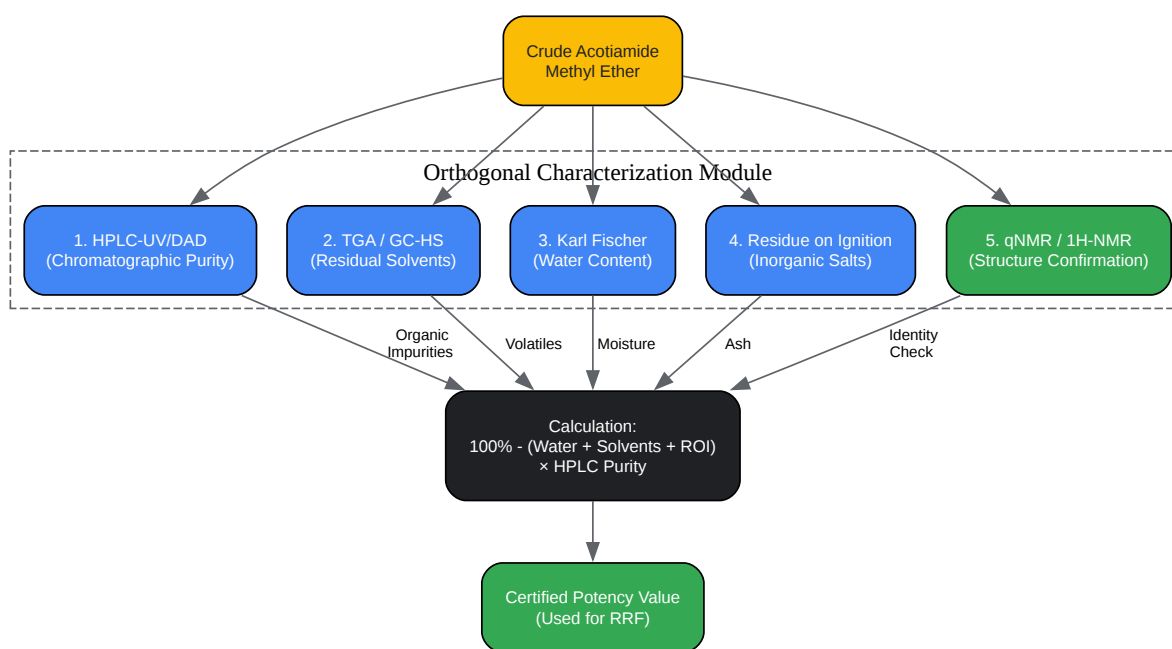 Crude Acotiamide
Methyl Ether
Orthogonal Characterization Module
1. HPLC-UV/DAD
(Chromatographic Purity)
2. TGA / GC-HS
(Residual Solvents)
3. Karl Fischer
(Water Content)
4. Residue on Ignition
(Inorganic Salts)
5. qNMR / 1H-NMR
(Structure Confirmation)
Organic
Impurities
Volatiles
Moisture
Ash
Identity
Check
Calculation:
100% - (Water + Solvents + ROI)
× HPLC Purity
Certified Potency Value
(Used for RRF)